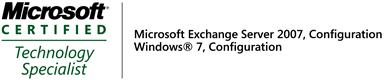 Microsoft®
CERTIFIED
Technology
Specialist
Microsoft Exchange Server 2007, Configuration
Windows® 7, Configuration